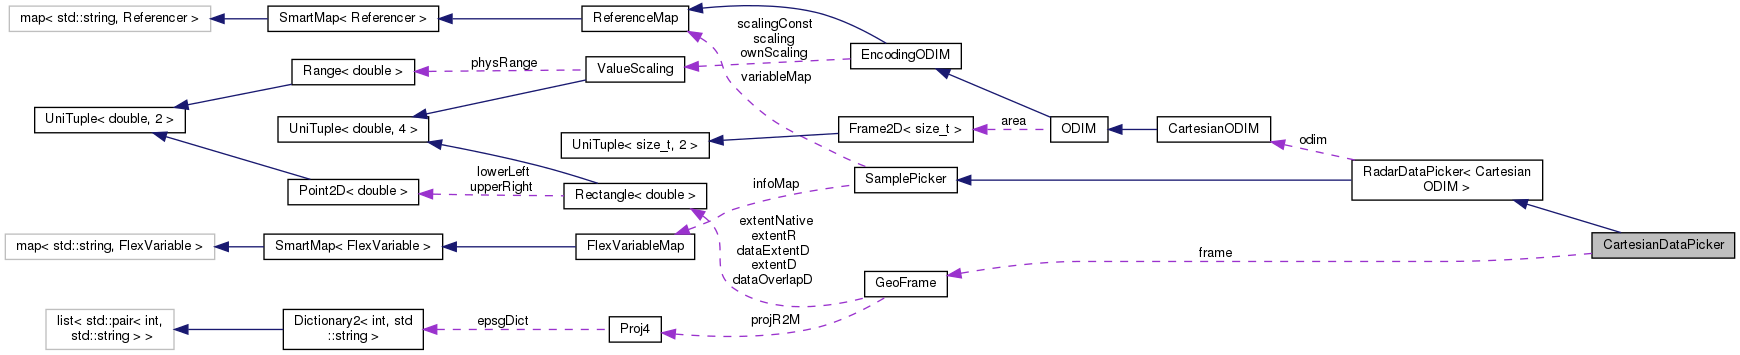 map< std::string, Referencer >
SmartMap< Referencer >
ReferenceMap
scalingConst
scaling
ownScaling
EncodingODIM
physRange
Range< double >
ValueScaling
variableMap
UniTuple< double, 2 >
UniTuple< double, 4 >
UniTuple< size_t, 2 >
Frame2D< size_t >
area
ODIM
CartesianODIM
odim
lowerLeft
upperRight
Point2D< double >
Rectangle< double >
infoMap
SamplePicker
RadarDataPicker< Cartesian
ODIM >
extentNative
extentR
dataExtentD
extentD
dataOverlapD
map< std::string, FlexVariable >
SmartMap< FlexVariable >
FlexVariableMap
CartesianDataPicker
frame
GeoFrame
list< std::pair< int,
std::string > >
Dictionary2< int, std
::string >
epsgDict
Proj4
projR2M